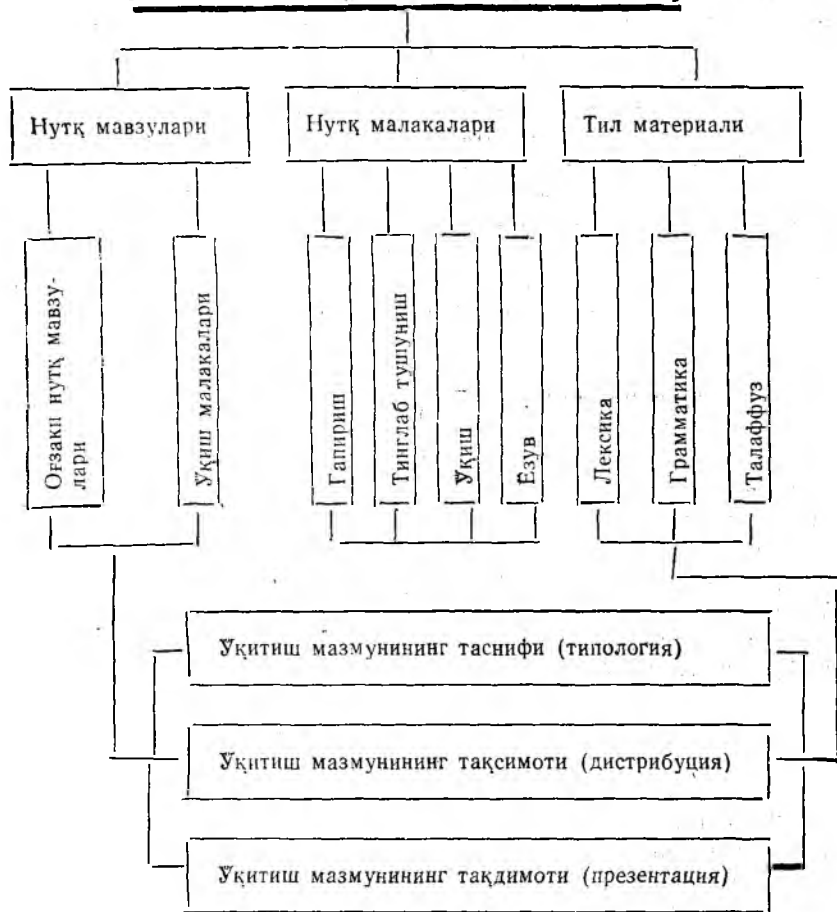 Нутқ мавзулари
Нутқ малакалари
Тил материали
Оғзаки нутқ мавзу-
лари
Ўқиш малакалари
Гапириш
Тинглаб тушуниш
Ўқиш
Ёзув
Лексика
Грамматика
Талаффуз
Ўқитиш мазмунининг таснифи (типология)
Ўқитиш мазмунининг тақсимоти (дистрибуция)
Ўқитиш мазмунининг тақдимоти (презентация)